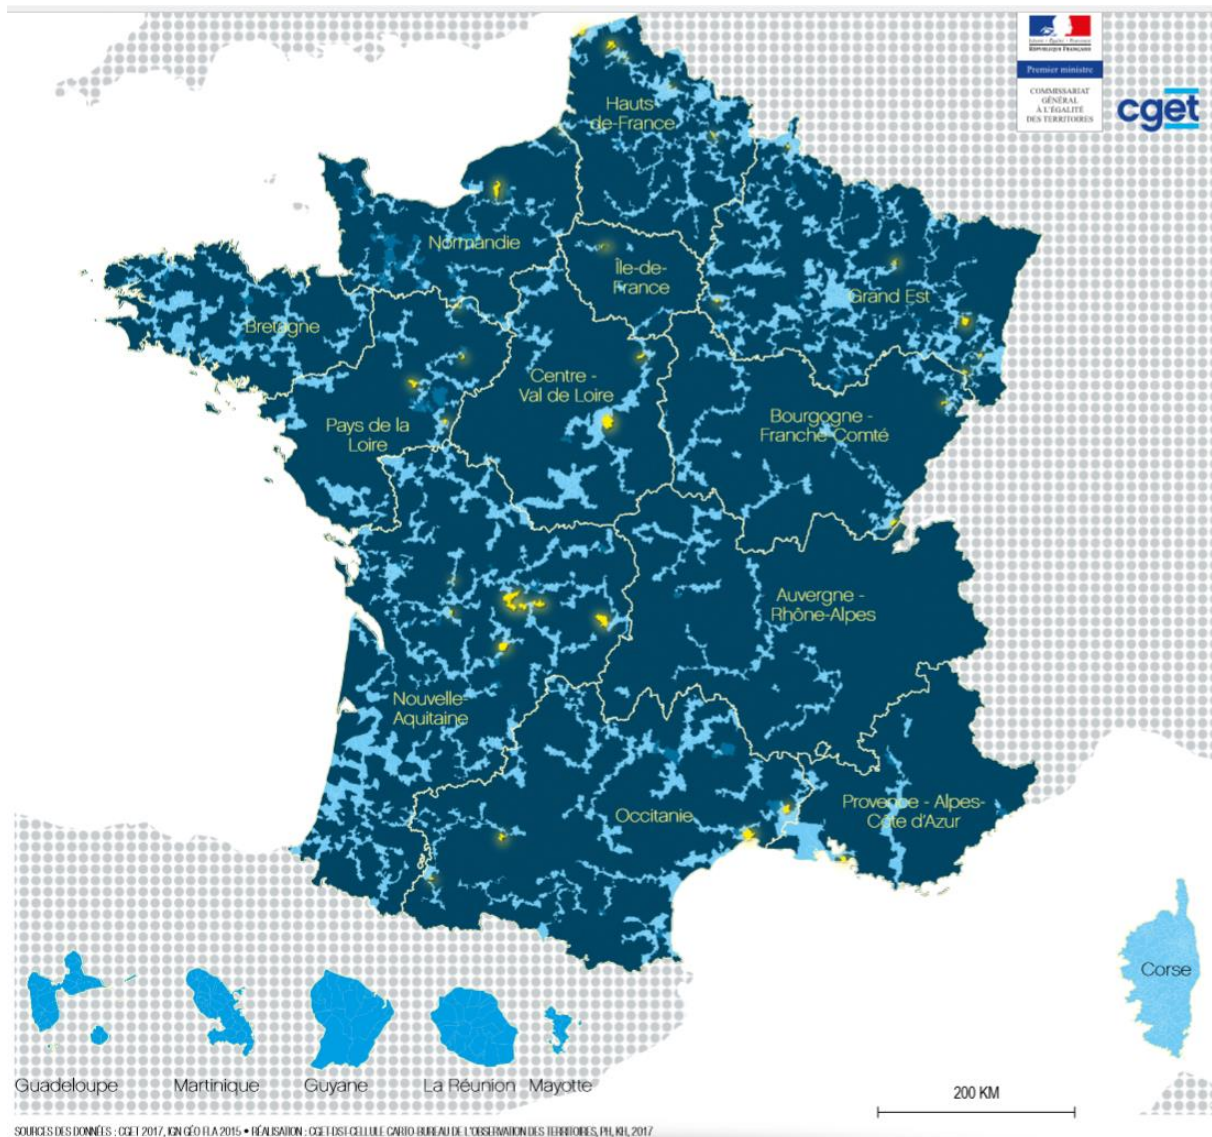 RÉPUBLIQUE FRANÇAISE
Premier ministre
COMMISSARIAT
GÉNÉRAL
À L'ÉGALITÉ
DES TERRITOIRES
cget
Hauts-
de-France
Normandie
Île-de-
France
Grand Est
Bretagne
Pays de la
Loire
Centre -
Val de Loire
Bourgogne -
Franche-Comté
Auvergne -
Rhône-Alpes
Nouvelle-
Aquitaine
Occitanie
Provence - Alpes-
Côte d'Azur
Corse
Guadeloupe
Martinique
Guyane
La Réunion
Mayotte
200 KM
SOURCES DES DONNÉES : CGET 2017, IGN GÉO FLA 2015 • RÉALISATION : CGET-DST-CELLULE CARTO-BUREAU DE L'OBSERVATION DES TERRITOIRES, PH, KH, 2017